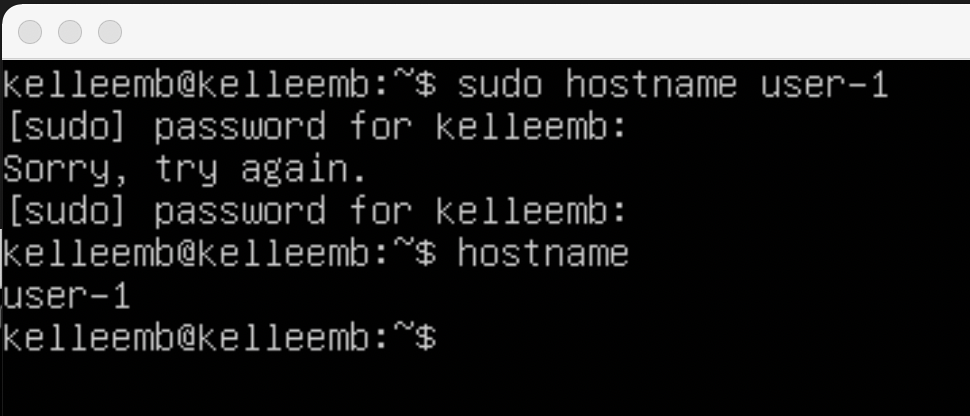 kelleemb@kelleemb:~$ sudo hostname user-1
[sudo] password for kelleemb:
Sorry, try again.
[sudo] password for kelleemb:
kelleemb@kelleemb:~$ hostname
user-1
kelleemb@kelleemb:~$